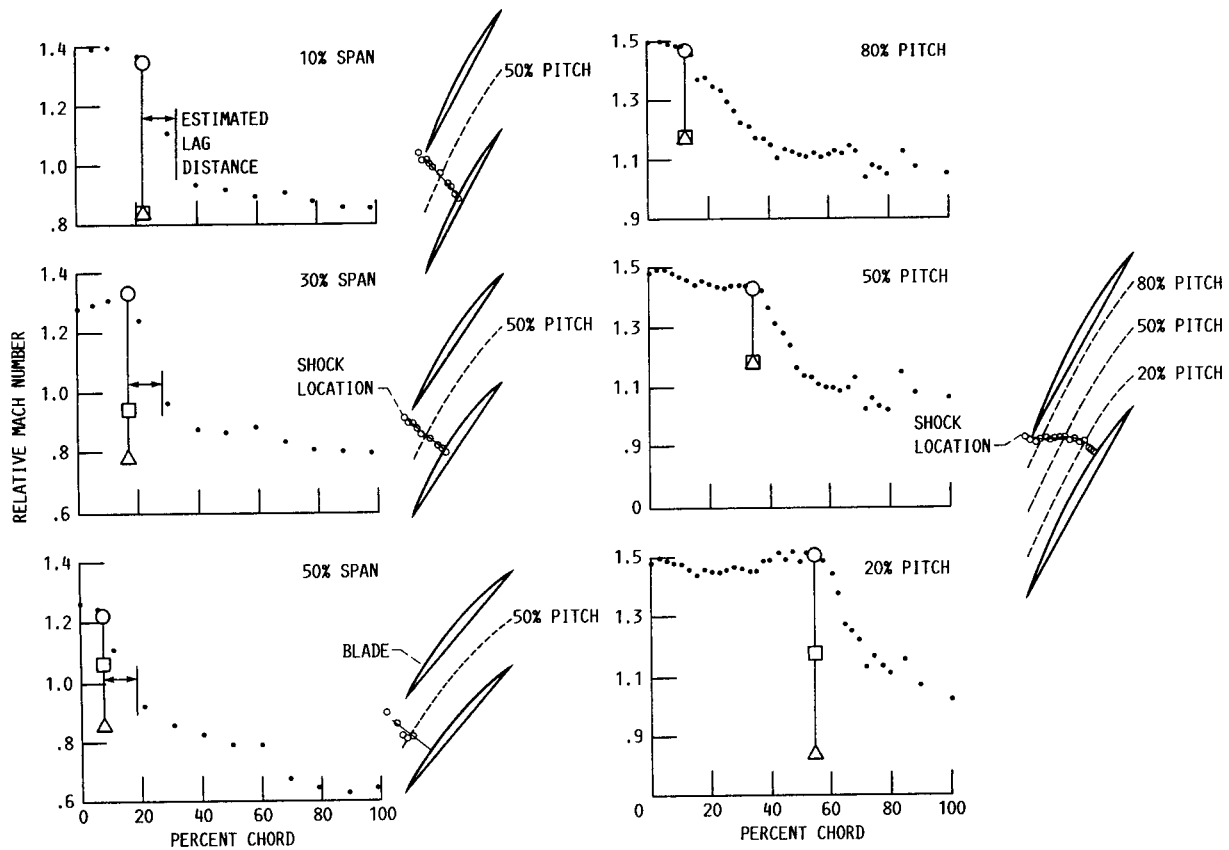 1.4
1.2
1.0
.8
10% SPAN
ESTIMATED
LAG
DISTANCE
50% PITCH
1.4
1.2
1.0
0.8
.6
30% SPAN
SHOCK
LOCATION
50% PITCH
RELATIVE MACH NUMBER
1.4
1.2
1.0
0.8
.6
50% SPAN
BLADE
50% PITCH
0 20 40 60 80 100
PERCENT CHORD
1.5
1.3
1.1
.9
80% PITCH
1.5
1.3
1.1
.9
0
50% PITCH
80% PITCH
50% PITCH
20% PITCH
SHOCK
LOCATION
1.5
1.3
1.1
.9
20% PITCH
0 20 40 60 80 100
PERCENT CHORD